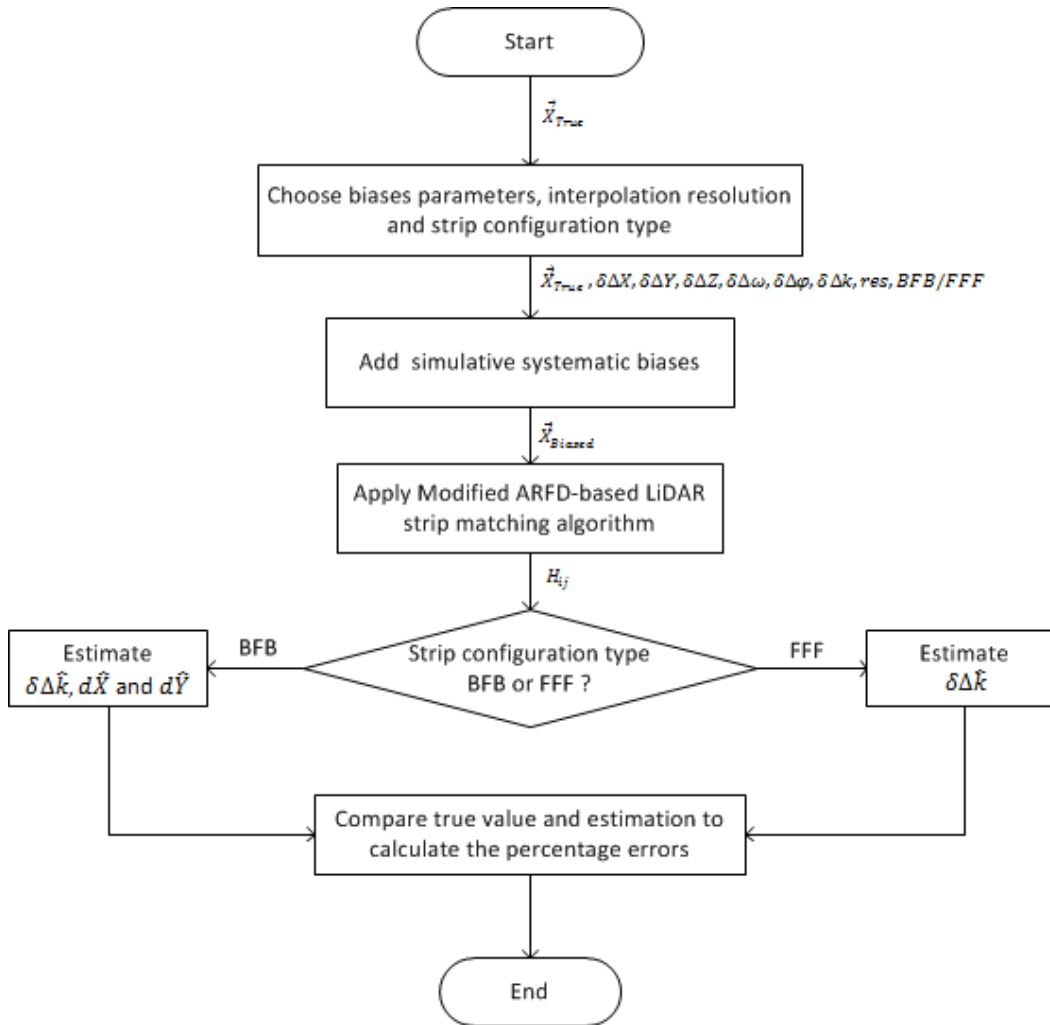 Start
X⃗_True
Choose biases parameters, interpolation resolution
and strip configuration type
X⃗_True, δΔX, δΔY, δΔZ, δΔω, δΔφ, δΔk, res, BFB/FFF
Add simulative systematic biases
X⃗_Biased
Apply Modified ARFD-based LiDAR
strip matching algorithm
H_ij
BFB
Strip configuration type
BFB or FFF ?
FFF
Estimate
δΔk̂, dX̂ and dŶ
Estimate
δΔk̂
Compare true value and estimation to
calculate the percentage errors
End